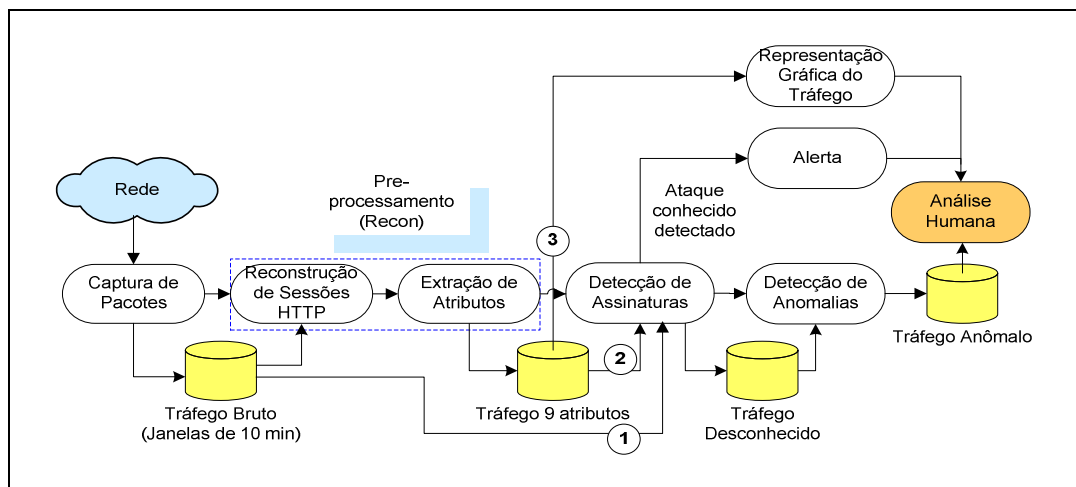 Representação
Gráfica do
Tráfego
Alerta
Rede
Pre-
processamento
(Recon)
Ataque
conhecido
detectado
Análise
Humana
3
Captura de
Pacotes
Reconstrução
de Sessões
HTTP
Extração de
Atributos
Detecção de
Assinaturas
Detecção de
Anomalias
Tráfego Anômalo
2
Tráfego Bruto
(Janelas de 10 min)
Tráfego 9 atributos
Tráfego
Desconhecido
1